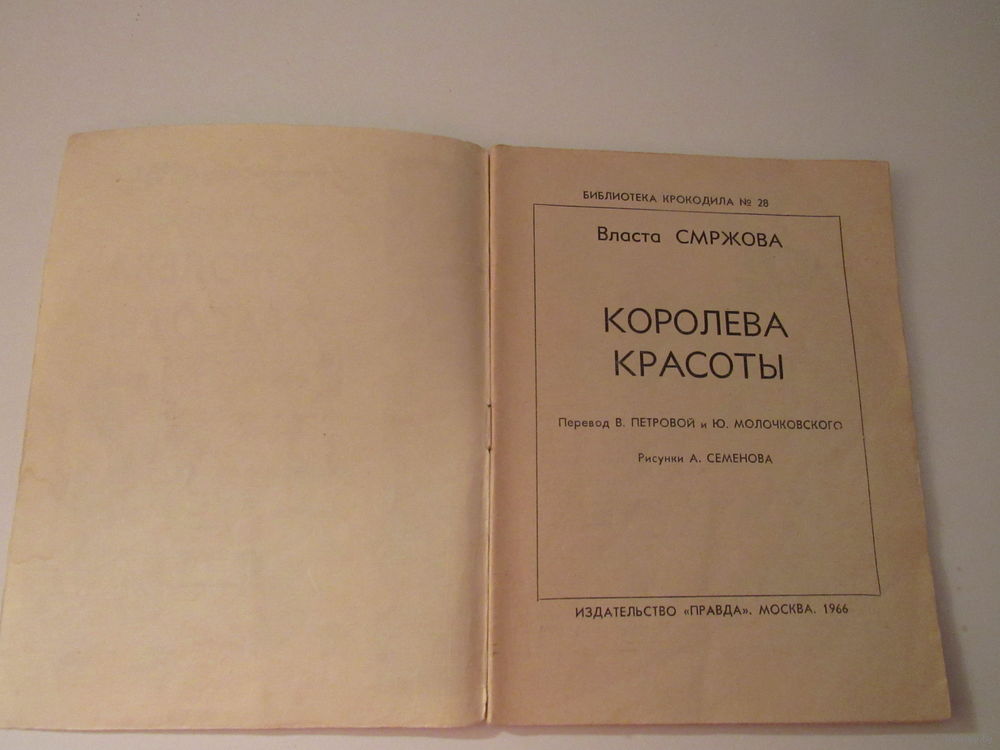 БИБЛИОТЕКА КРОКОДИЛА № 28
Власта СМРЖОВА
КОРОЛЕВА
КРАСОТЫ
Перевод В. ПЕТРОВОЙ и Ю. МОЛОЧКОВСКОГО
Рисунки А. СЕМЕНОВА
ИЗДАТЕЛЬСТВО «ПРАВДА». МОСКВА. 1966